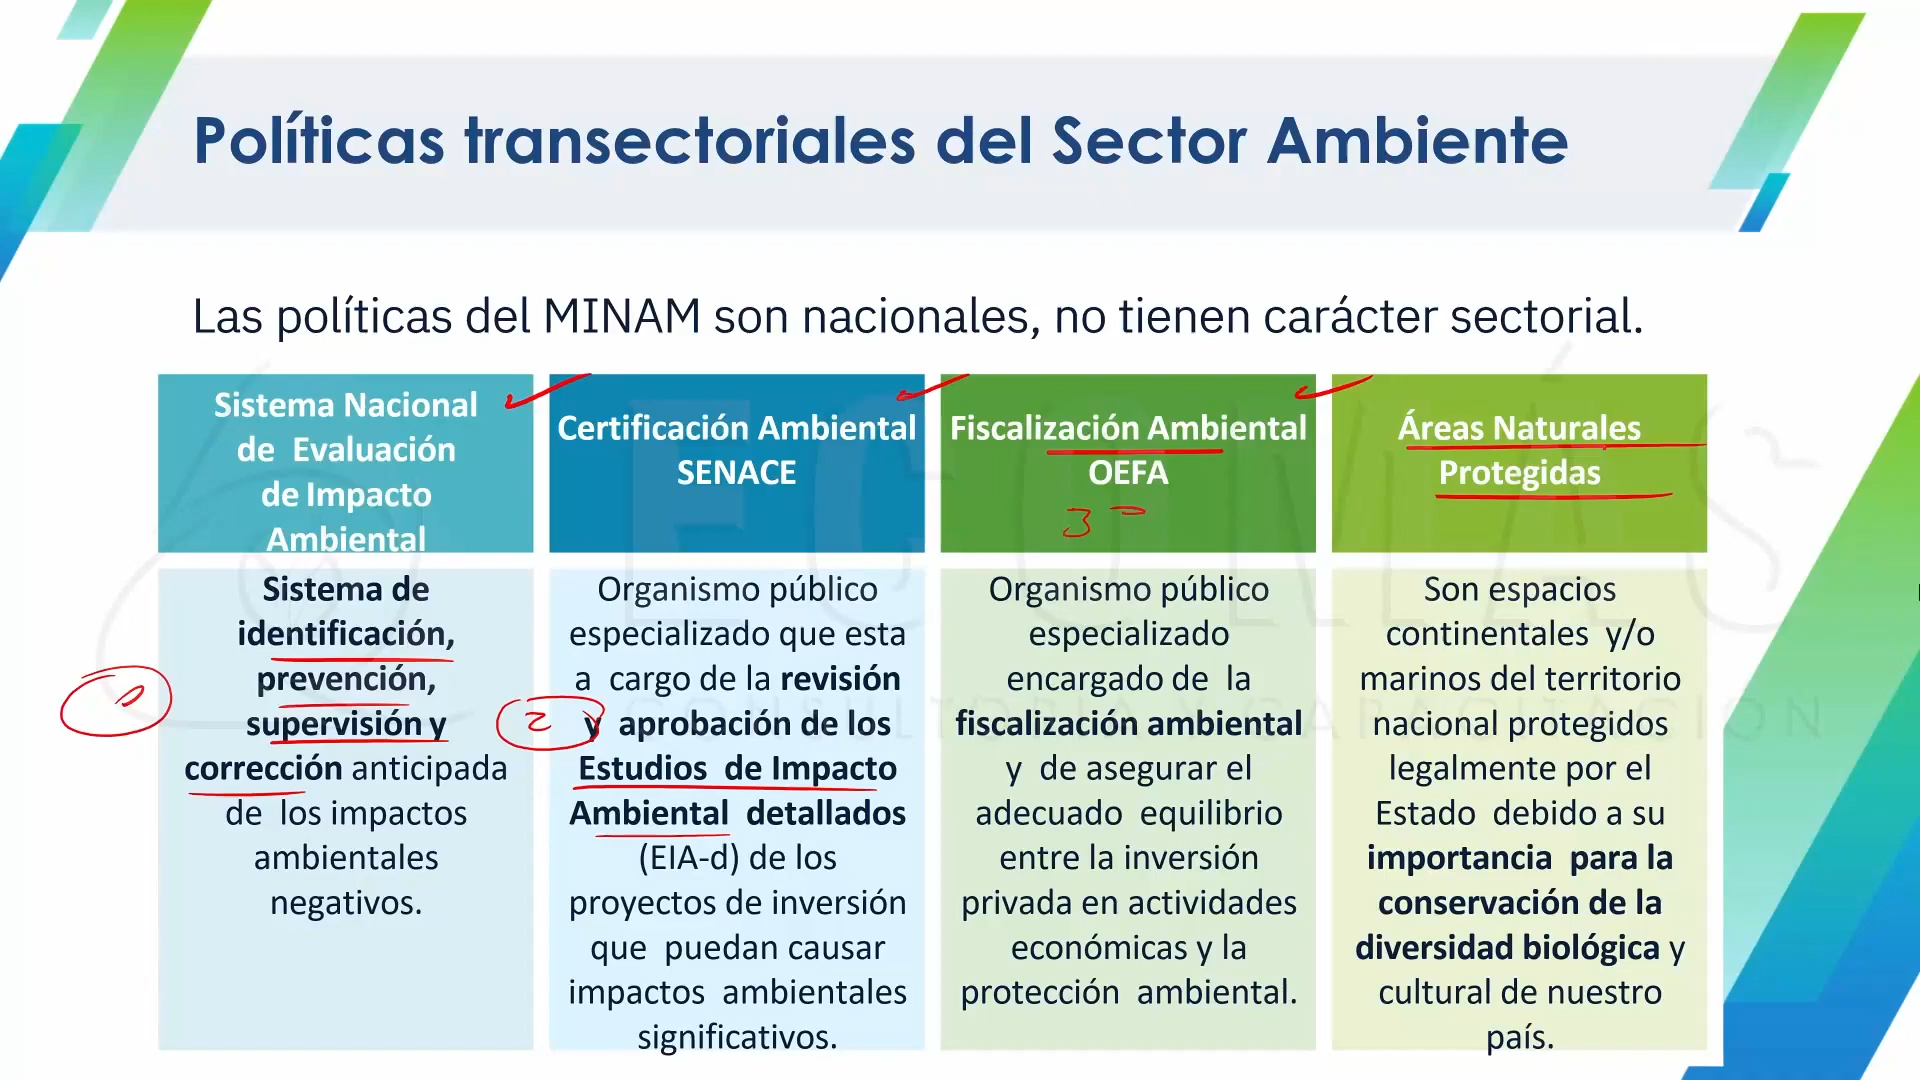 Políticas transectoriales del Sector Ambiente
Las políticas del MINAM son nacionales, no tienen carácter sectorial.
Sistema Nacional
de Evaluación
de Impacto
Ambiental
Sistema de
identificación,
prevención,
supervisión y
corrección anticipada
de los impactos
ambientales
negativos.
1
Certificación Ambiental
SENACE
Organismo público
especializado que esta
a cargo de la revisión
y aprobación de los
Estudios de Impacto
Ambiental detallados
(EIA-d) de los
proyectos de inversión
que puedan causar
impactos ambientales
significativos.
2
Fiscalización Ambiental
OEFA
3
Organismo público
especializado
encargado de la
fiscalización ambiental
y de asegurar el
adecuado equilibrio
entre la inversión
privada en actividades
económicas y la
protección ambiental.
Áreas Naturales
Protegidas
Son espacios
continentales y/o
marinos del territorio
nacional protegidos
legalmente por el
Estado debido a su
importancia para la
conservación de la
diversidad biológica y
cultural de nuestro
país.
ECOMÁS
CONSULTORÍA Y CAPACITACIÓN